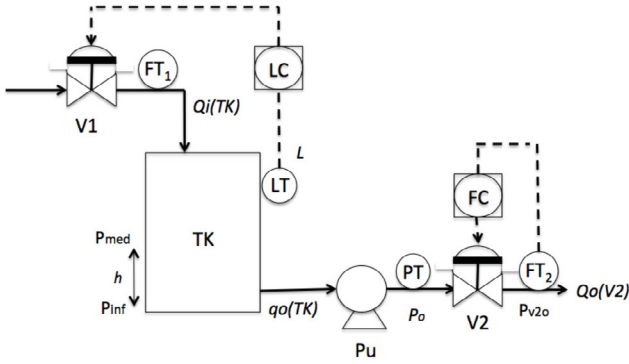 FT1
LC
V1
Qi(TK)
L
LT
FC
Pmed
TK
h
PT
FT2
Qo(V2)
Pinf
qo(TK)
Po
V2
Pv2o
Pu